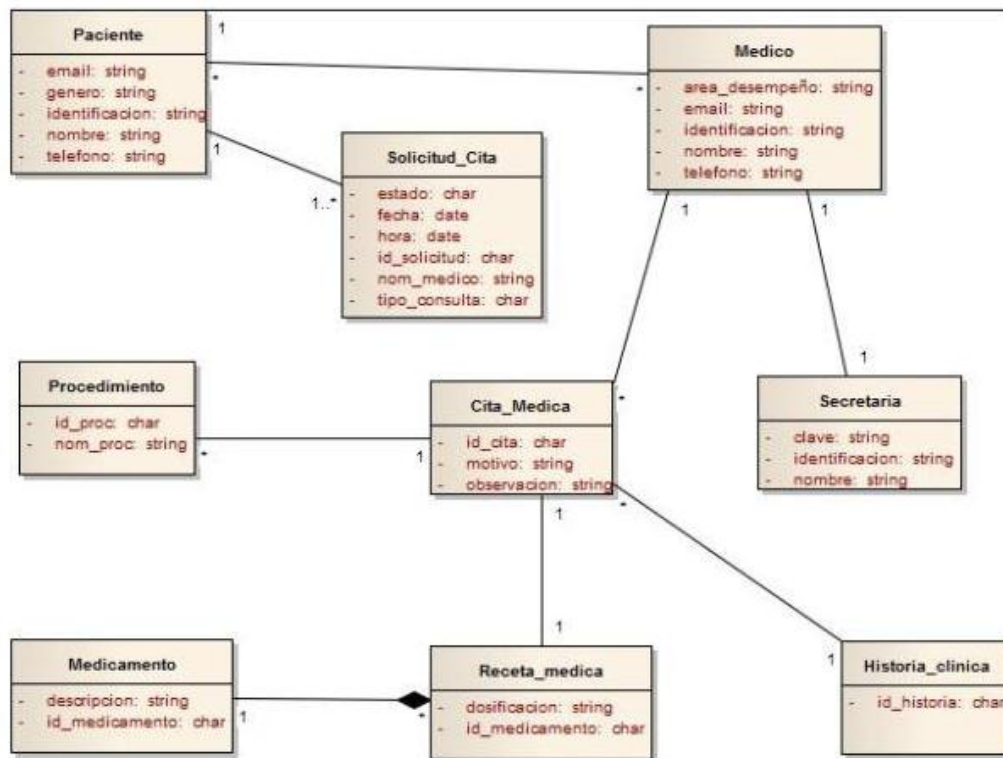 Paciente
- email: string
- genero: string
- identificacion: string
- nombre: string
- telefono: string
1
*
1
Medico
- area_desempeño: string
- email: string
- identificacion: string
- nombre: string
- telefono: string
*
1
1
Solicitud_Cita
- estado: char
- fecha: date
- hora: date
- id_solicitud: char
- nom_medico: string
- tipo_consulta: char
1..*
Procedimiento
- id_proc: char
- nom_proc: string
*
1
Cita_Medica
- id_cita: char
- motivo: string
- observacion: string
*
1
*
Secretaria
- clave: string
- identificacion: string
- nombre: string
1
Medicamento
- descripcion: string
- id_medicamento: char
1
*
Receta_medica
- dosificacion: string
- id_medicamento: char
1
Historia_clinica
- id_historia: char
1